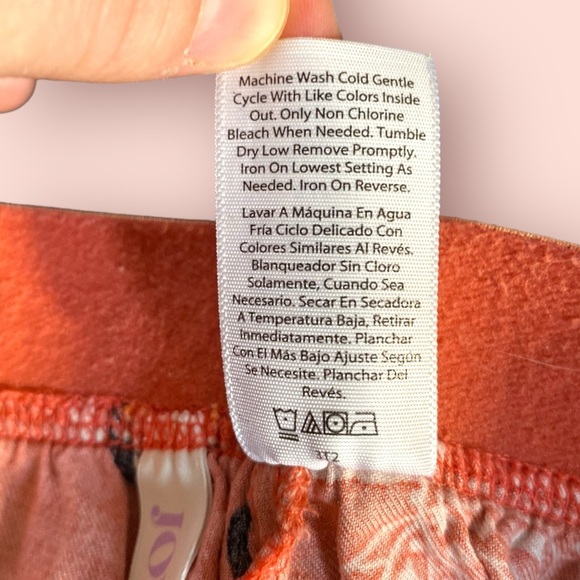 Machine Wash Cold Gentle
Cycle With Like Colors Inside
Out. Only Non Chlorine
Bleach When Needed. Tumble
Dry Low Remove Promptly.
Iron On Lowest Setting As
Needed. Iron On Reverse.
Lavar A Máquina En Agua
Fría Ciclo Delicado Con
Colores Similares Al Revés.
Blanqueador Sin Cloro
Solamente, Cuando Sea
Necesario. Secar En Secadora
A Temperatura Baja, Retirar
Inmediatamente. Planchar
Con El Más Bajo Ajuste Según
Se Necesite. Planchar Del
Revés.